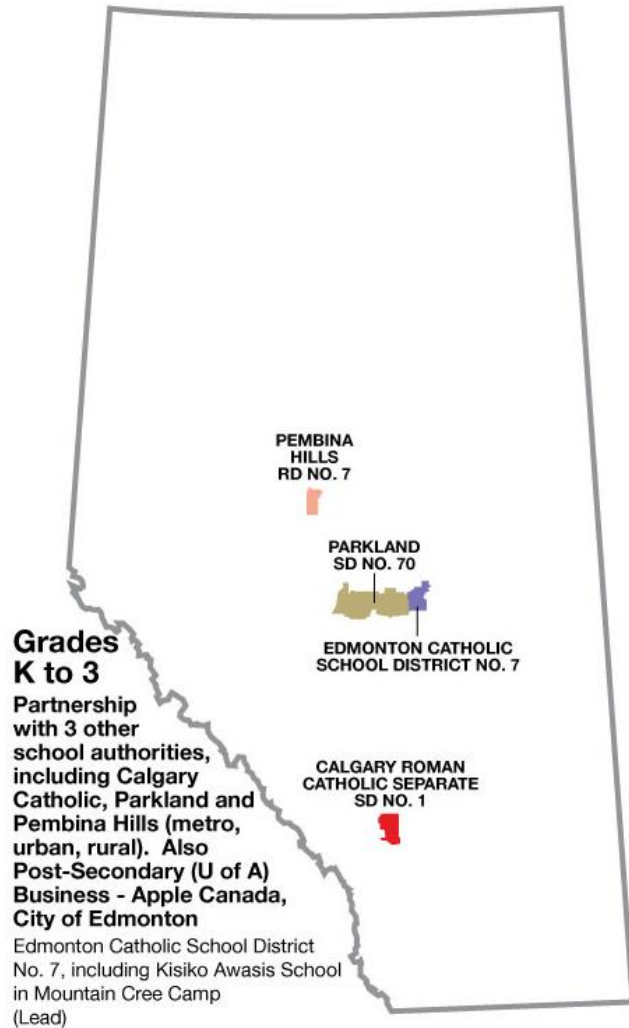 PEMBINA
HILLS
RD NO. 7
PARKLAND
SD NO. 70
EDMONTON CATHOLIC
SCHOOL DISTRICT NO. 7
CALGARY ROMAN
CATHOLIC SEPARATE
SD NO. 1
Grades
K to 3
Partnership
with 3 other
school authorities,
including Calgary
Catholic, Parkland and
Pembina Hills (metro,
urban, rural).  Also
Post-Secondary (U of A)
Business - Apple Canada,
City of Edmonton
Edmonton Catholic School District
No. 7, including Kisiko Awasis School
in Mountain Cree Camp
(Lead)